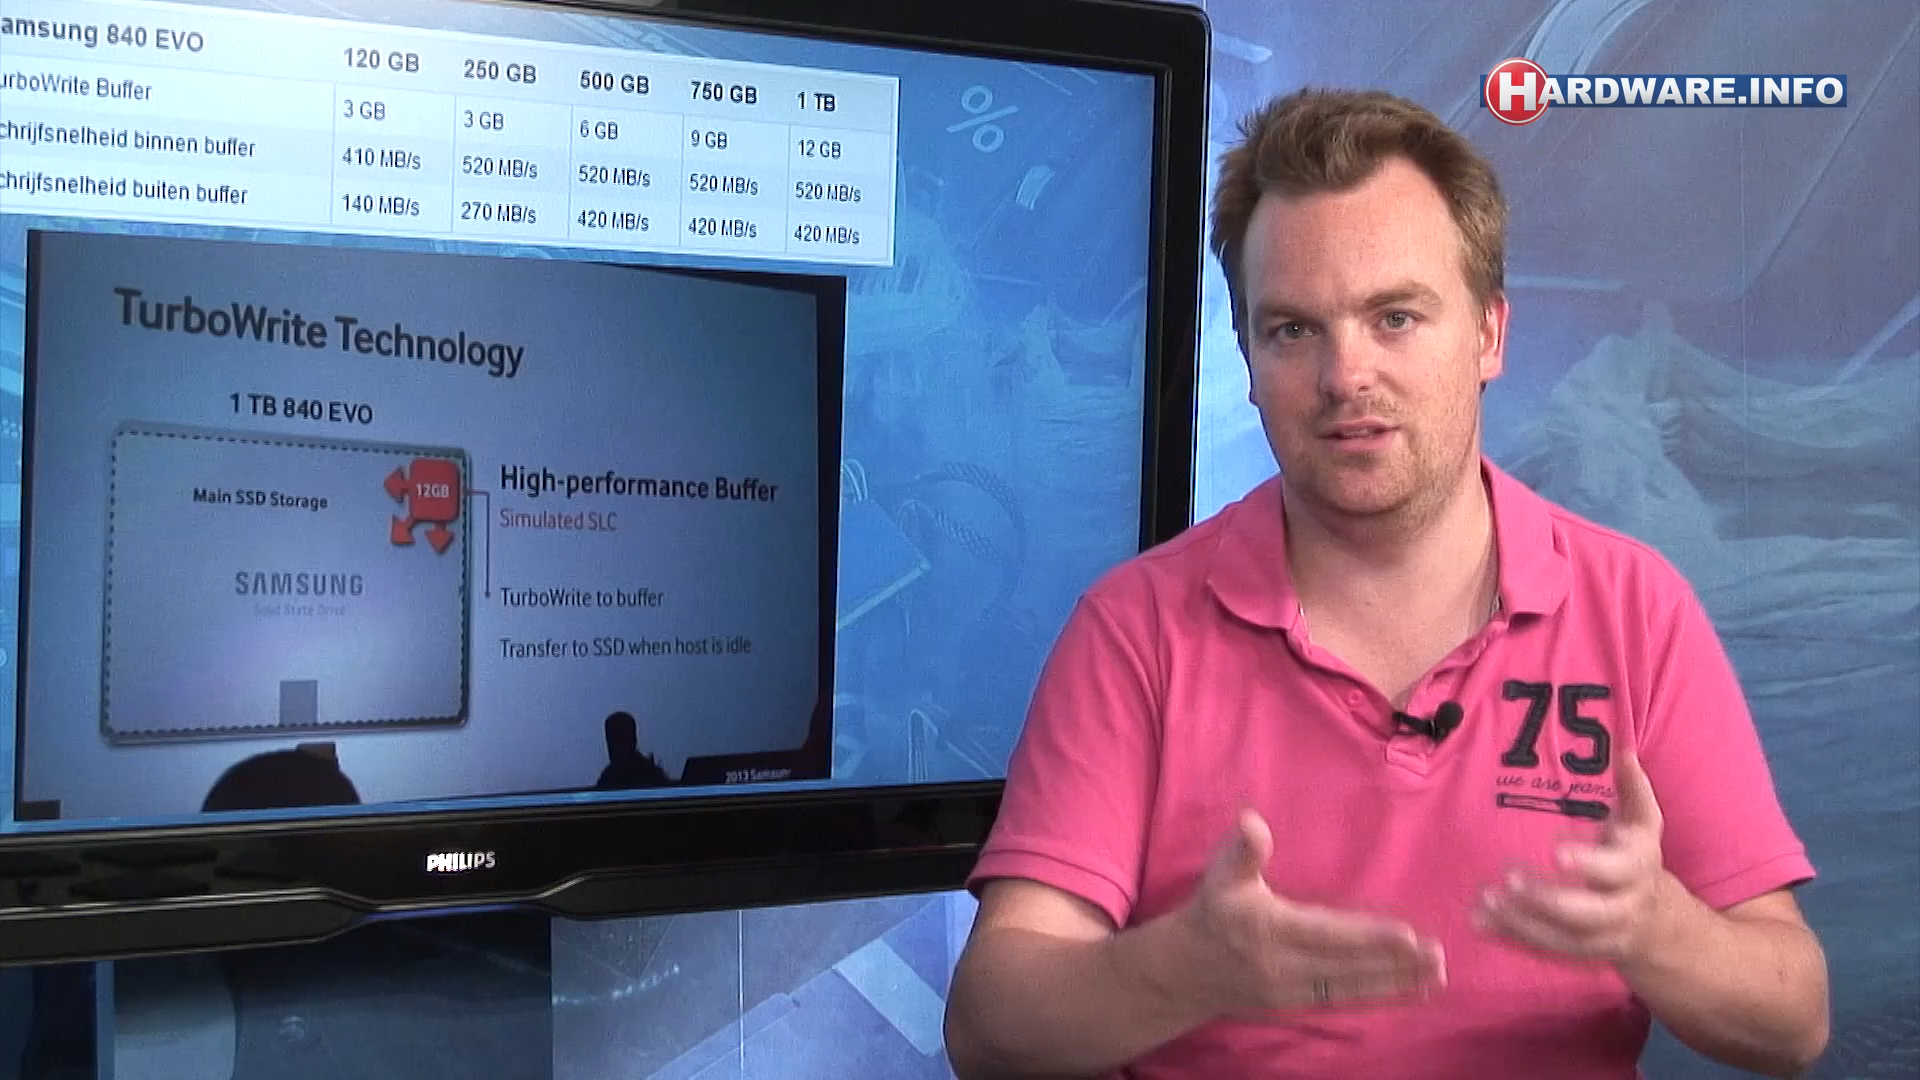 amsung 840 EVO 120 GB 250 GB 500 GB 750 GB 1 TB
urboWrite Buffer 3 GB 3 GB 6 GB 9 GB 12 GB
chrijfsnelheid binnen buffer 410 MB/s 520 MB/s 520 MB/s 520 MB/s 520 MB/s
chrijfsnelheid buiten buffer 140 MB/s 270 MB/s 420 MB/s 420 MB/s 420 MB/s
TurboWrite Technology
1 TB 840 EVO
Main SSD Storage
12GB
SAMSUNG
Solid State Drive
High-performance Buffer
Simulated SLC
TurboWrite to buffer
Transfer to SSD when host is idle
2013 Samsung
PHILIPS
HARDWARE.INFO
75
we are jeans